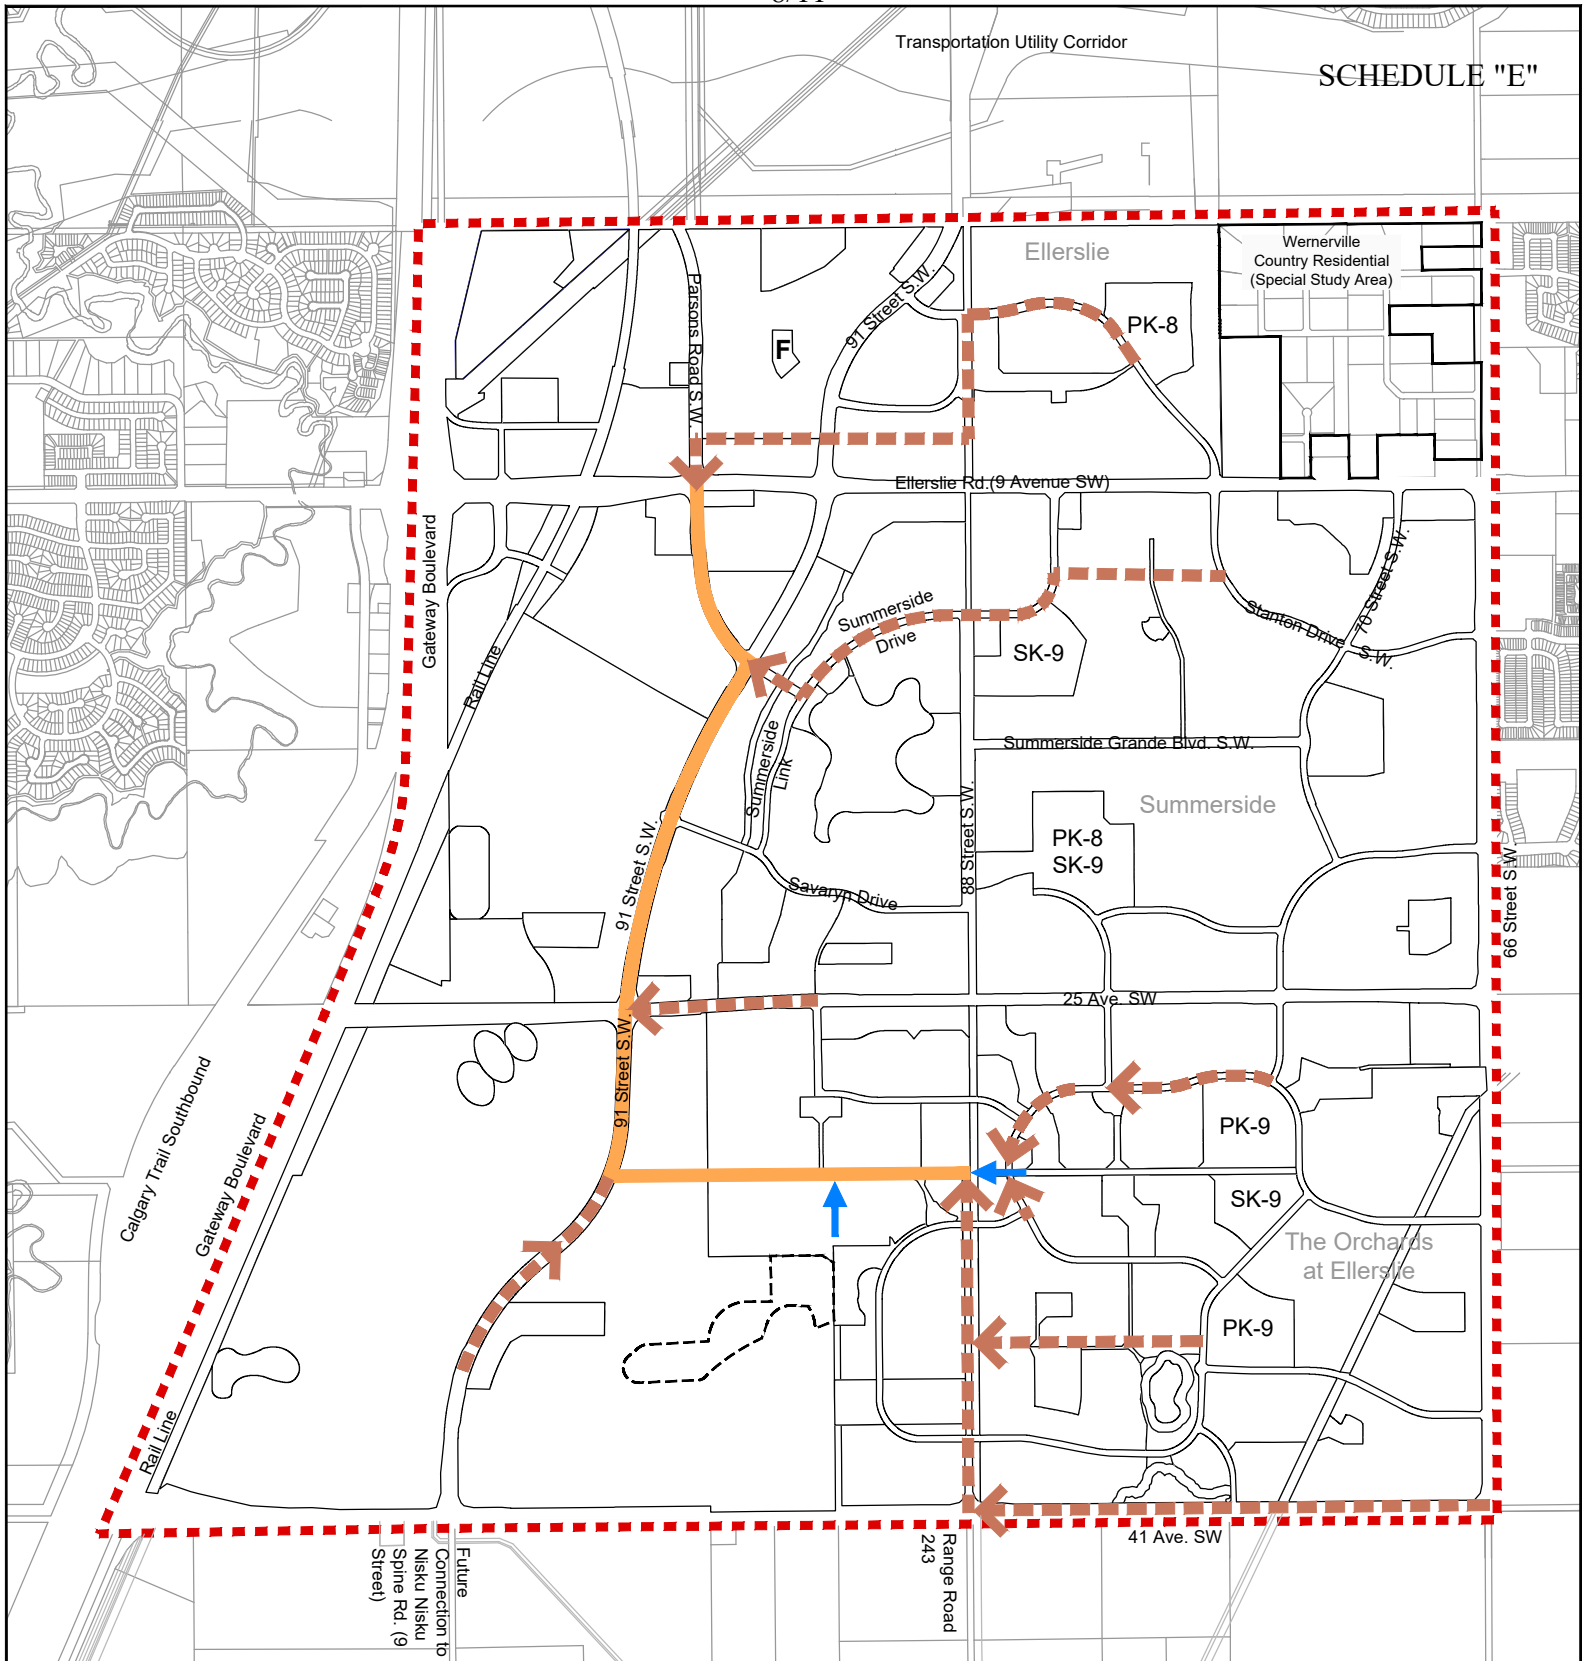 Transportation Utility Corridor
SCHEDULE "E"
Ellerslie
Wernerville
Country Residential
(Special Study Area)
Parsons Road S.W.
91 Street S.W.
PK-8
F
Ellerslie Rd.(9 Avenue SW)
Gateway Boulevard
Rail Line
Summerside
Drive
SK-9
Stanton Drive S.W.
70 Street S.W.
Summerside
Link
Summerside Grande Blvd. S.W.
Summerside
PK-8
SK-9
88 Street S.W.
91 Street S.W.
Savaryn Drive
66 Street S.W.
25 Ave. SW
91 Street S.W.
Calgary Trail Southbound
Gateway Boulevard
PK-9
SK-9
The Orchards
at Ellerslie
PK-9
Rail Line
41 Ave. SW
Future
Connection to
Nisku Nisku
Spine Rd. (9
Street)
Range Road
243